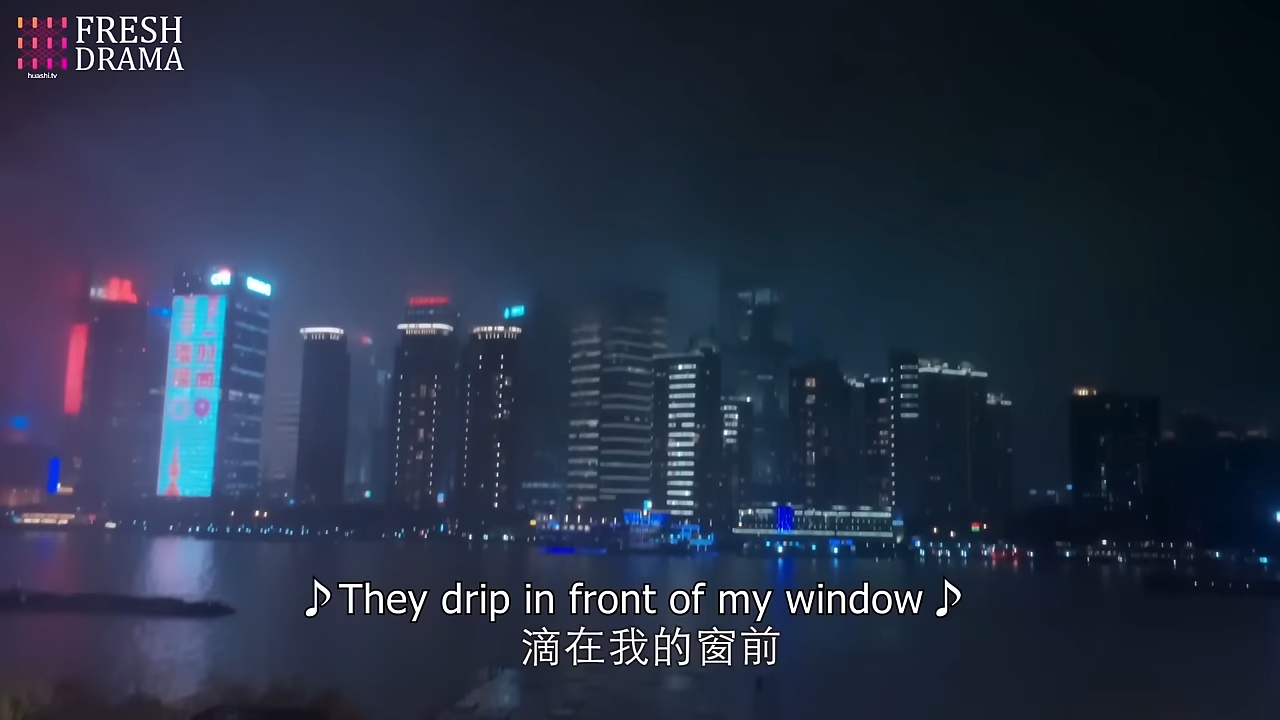 FRESH
DRAMA
huashi.tv
♪They drip in front of my window♪
滴在我的窗前